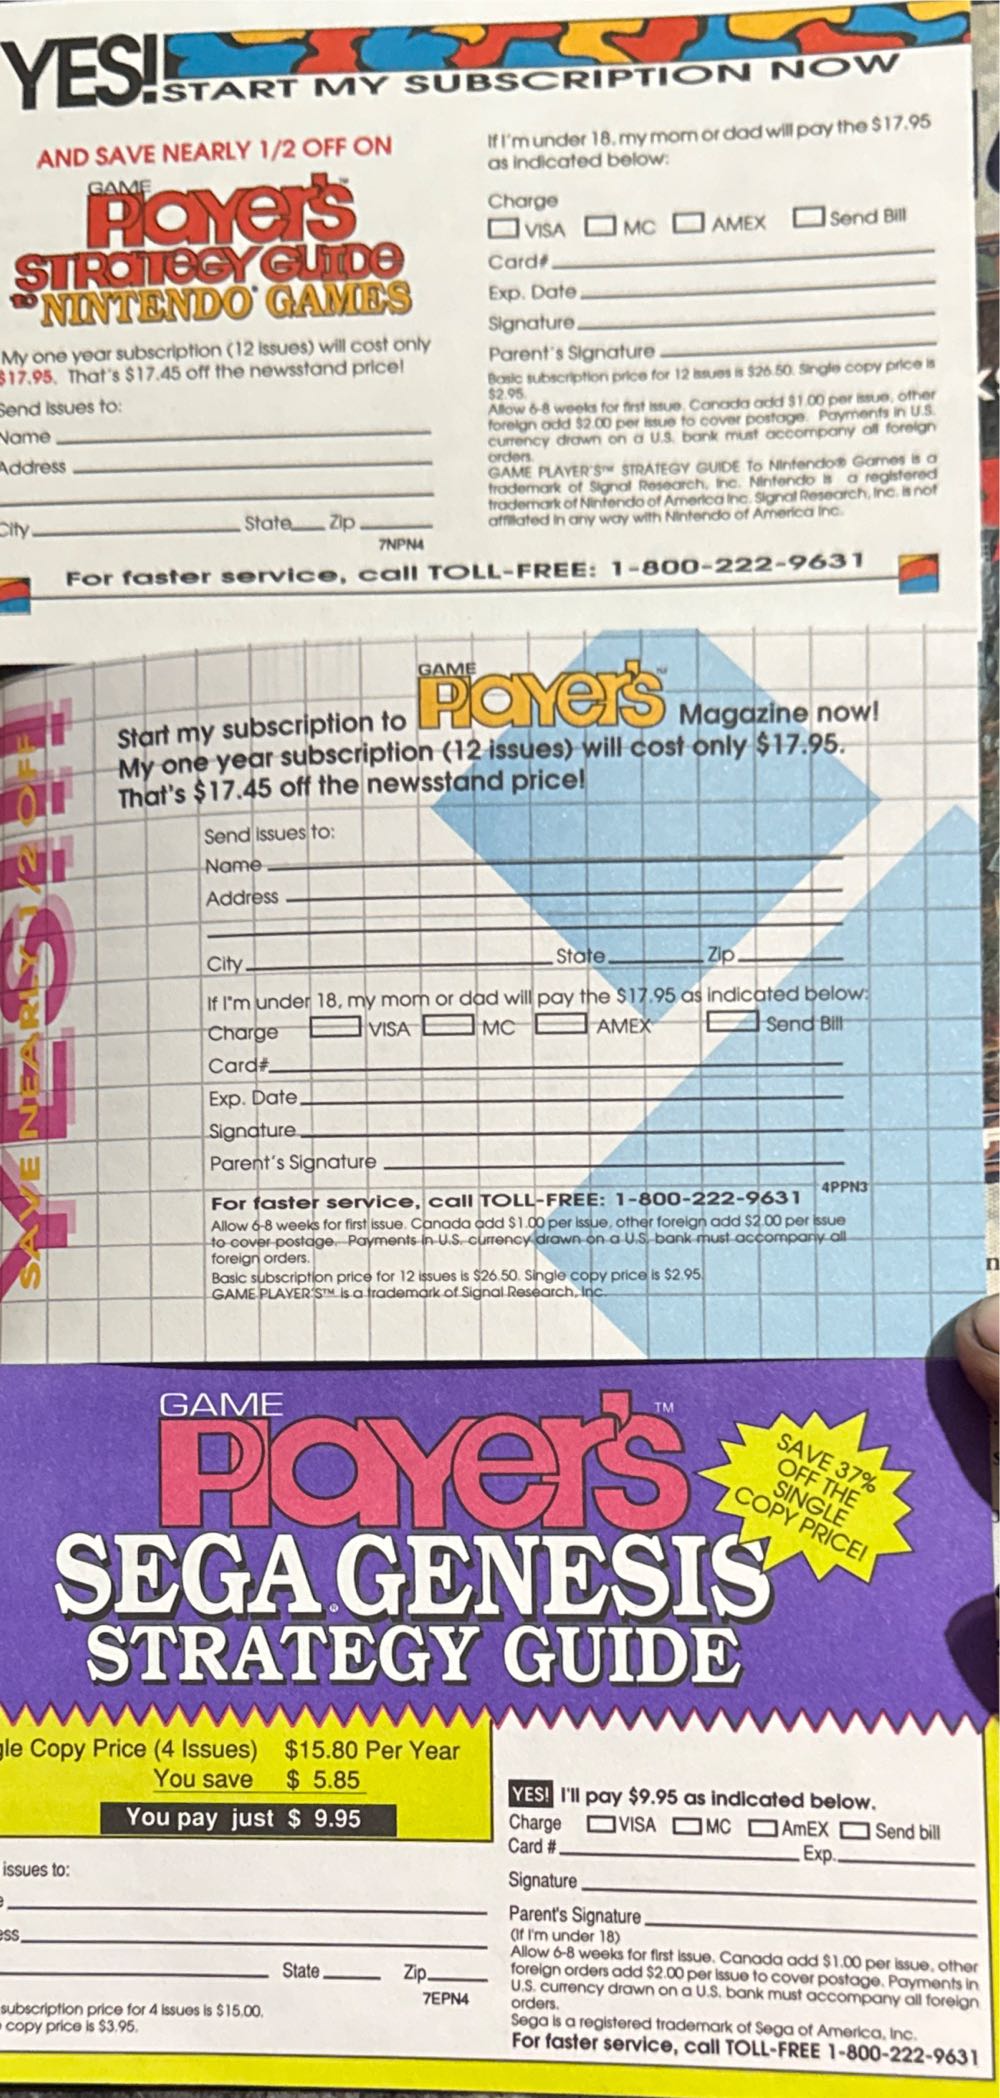 YES! START MY SUBSCRIPTION NOW
AND SAVE NEARLY 1/2 OFF ON
GAME
Player's™
STRATEGY GUIDE
TO NINTENDO® GAMES
My one year subscription (12 issues) will cost only
$17.95. That's $17.45 off the newsstand price!
Send issues to:
Name
Address
City State Zip
7NPN4
If I'm under 18, my mom or dad will pay the $17.95
as indicated below:
Charge
VISA MC AMEX Send Bill
Card#
Exp. Date
Signature
Parent's Signature
Basic subscription price for 12 issues is $26.50. Single copy price is
$2.95.
Allow 6-8 weeks for first issue. Canada add $1.00 per issue, other
foreign add $2.00 per issue to cover postage. Payments in U.S.
currency drawn on a U.S. bank must accompany all foreign
orders.
GAME PLAYER'S™ STRATEGY GUIDE To Nintendo® Games is a
trademark of Signal Research, Inc. Nintendo is a registered
trademark of Nintendo of America Inc. Signal Research, Inc. is not
affiliated in any way with Nintendo of America Inc.
For faster service, call TOLL-FREE: 1-800-222-9631
YES!
SAVE NEARLY 1/2 OFF
GAME
Start my subscription to Player's™ Magazine now!
My one year subscription (12 issues) will cost only $17.95.
That's $17.45 off the newsstand price!
Send issues to:
Name
Address
City State Zip
If I"m under 18, my mom or dad will pay the $17.95 as indicated below:
Charge VISA MC AMEX Send Bill
Card#
Exp. Date
Signature
Parent's Signature
4PPN3
For faster service, call TOLL-FREE: 1-800-222-9631
Allow 6-8 weeks for first issue. Canada add $1.00 per issue, other foreign add $2.00 per issue
to cover postage. Payments in U.S. currency drawn on a U.S. bank must accompany all
foreign orders.
Basic subscription price for 12 issues is $26.50. Single copy price is $2.95.
GAME PLAYER'S™ is a trademark of Signal Research, Inc.
GAME
Player's™
SEGA® GENESIS
STRATEGY GUIDE
SAVE 37%
OFF THE
SINGLE
COPY PRICE!
gle Copy Price (4 Issues) $15.80 Per Year
You save $ 5.85
You pay just $ 9.95
issues to:
ess
State Zip
7EPN4
subscription price for 4 issues is $15.00.
copy price is $3.95.
YES! I'll pay $9.95 as indicated below.
Charge VISA MC AmEX Send bill
Card # Exp.
Signature
Parent's Signature
(If I'm under 18)
Allow 6-8 weeks for first issue. Canada add $1.00 per issue, other
foreign orders add $2.00 per issue to cover postage. Payments in
U.S. currency drawn on a U.S. bank must accompany all foreign
orders.
Sega is a registered trademark of Sega of America, Inc.
For faster service, call TOLL-FREE 1-800-222-9631